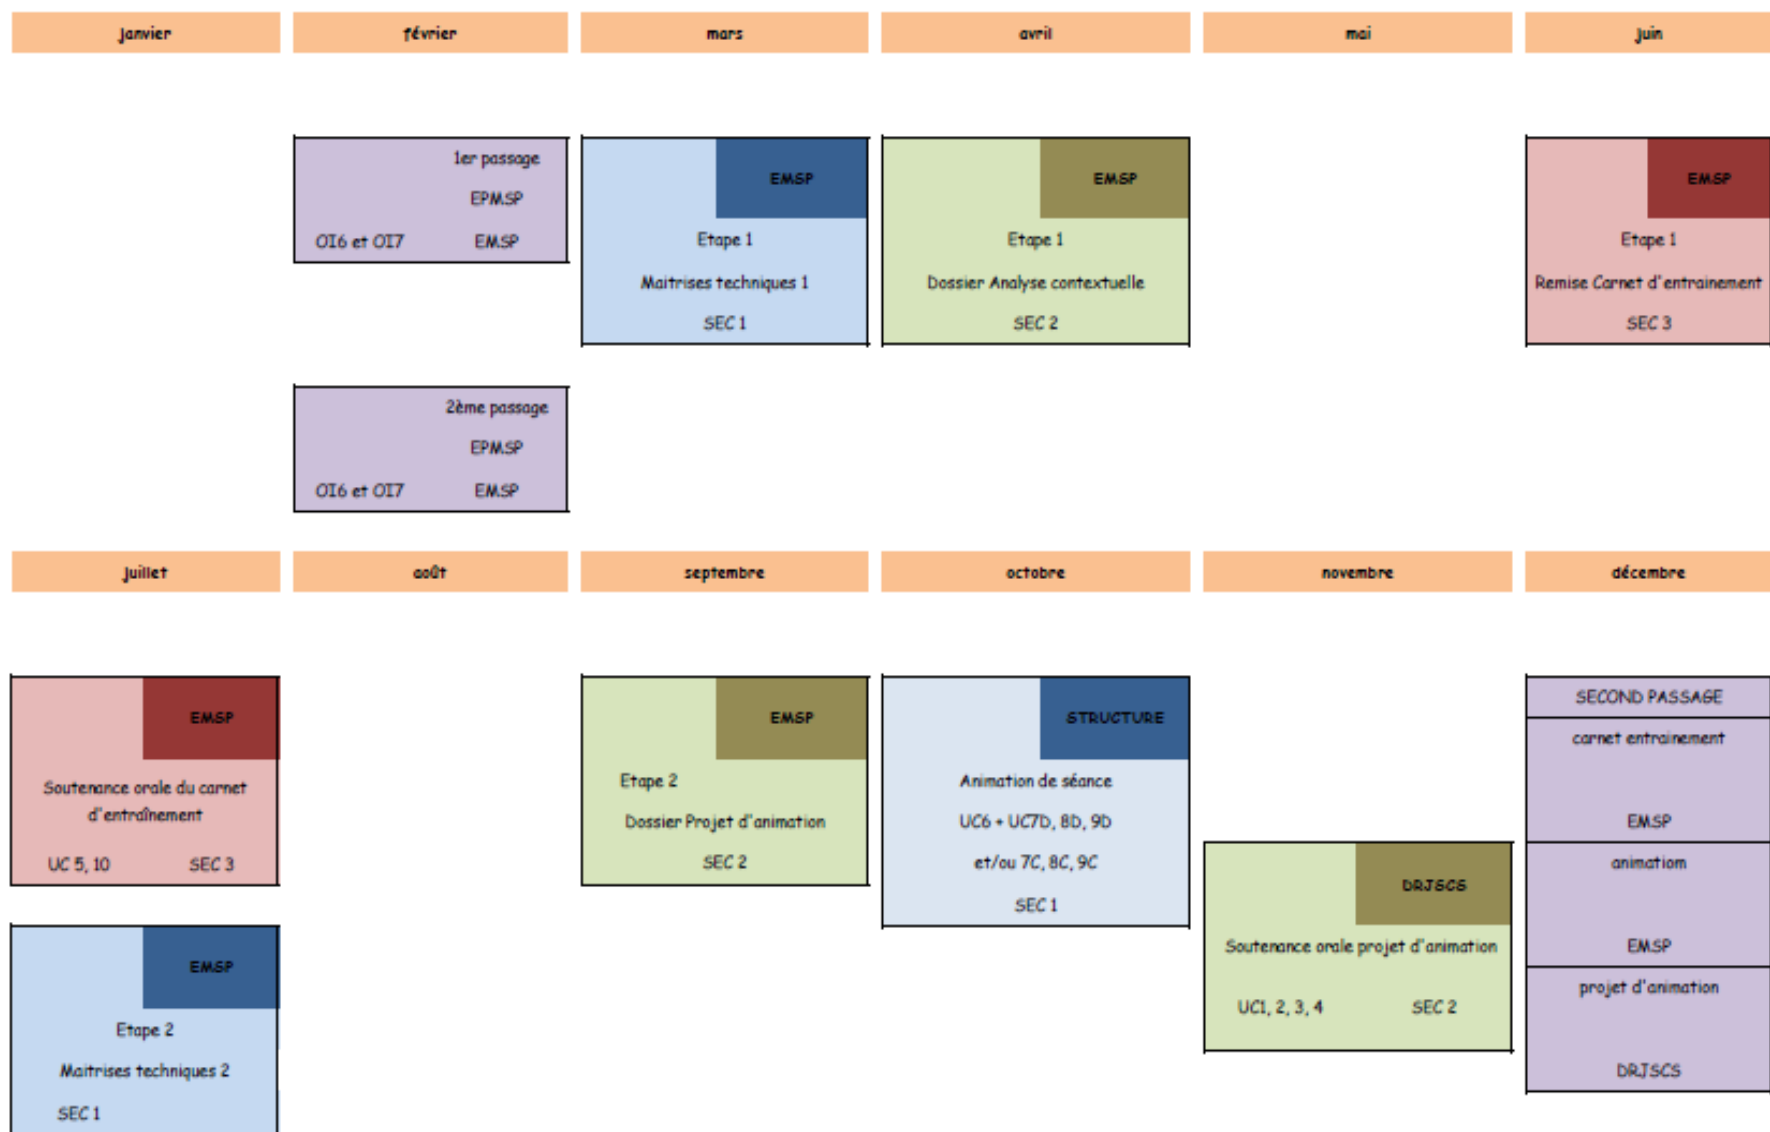 janvier
février
mars
avril
mai
juin
1er passage
EPMSP
OI6 et OI7 EMSP
EMSP
Etape 1
Maitrises techniques 1
SEC 1
EMSP
Etape 1
Dossier Analyse contextuelle
SEC 2
EMSP
Etape 1
Remise Carnet d'entrainement
SEC 3
2ème passage
EPMSP
OI6 et OI7 EMSP
juillet
août
septembre
octobre
novembre
décembre
EMSP
Soutenance orale du carnet
d'entraînement
UC 5, 10 SEC 3
EMSP
Etape 2
Maitrises techniques 2
SEC 1
EMSP
Etape 2
Dossier Projet d'animation
SEC 2
STRUCTURE
Animation de séance
UC6 + UC7D, 8D, 9D
et/ou 7C, 8C, 9C
SEC 1
DRJSCS
Soutenance orale projet d'animation
UC1, 2, 3, 4 SEC 2
SECOND PASSAGE
carnet entrainement
EMSP
animatiom
EMSP
projet d'animation
DRJSCS